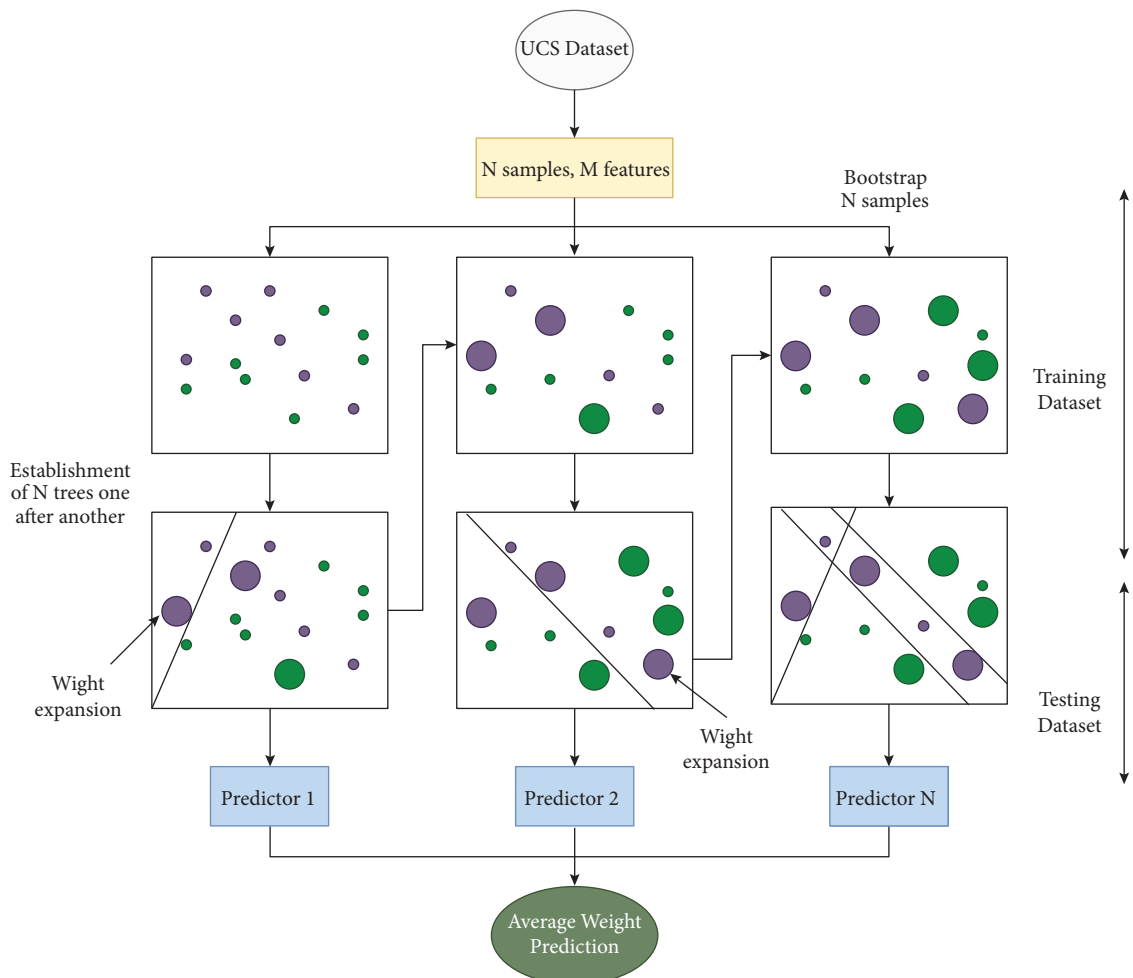 UCS Dataset
N samples, M features
Bootstrap
N samples
Training
Dataset
Establishment
of N trees one
after another
Wight
expansion
Testing
Dataset
Wight
expansion
Predictor 1
Predictor 2
Predictor N
Average Weight
Prediction